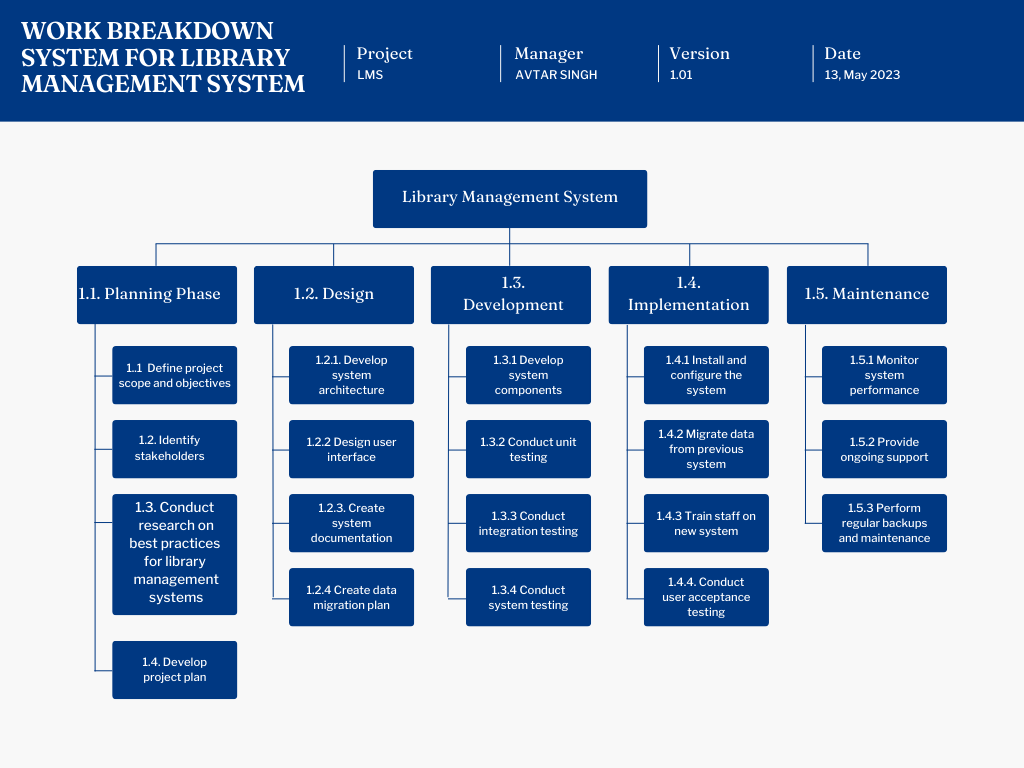 WORK BREAKDOWN
SYSTEM FOR LIBRARY
MANAGEMENT SYSTEM
Project
LMS
Manager
AVTAR SINGH
Version
1.01
Date
13, May 2023
Library Management System
1.1. Planning Phase
1..1 Define project
scope and objectives
1.2. Identify
stakeholders
1.3. Conduct
research on
best practices
for library
management
systems
1.4. Develop
project plan
1.2. Design
1.2.1. Develop
system
architecture
1.2.2 Design user
interface
1.2.3. Create
system
documentation
1.2.4 Create data
migration plan
1.3.
Development
1.3.1 Develop
system
components
1.3.2 Conduct unit
testing
1.3.3 Conduct
integration testing
1.3.4 Conduct
system testing
1.4.
Implementation
1.4.1 Install and
configure the
system
1.4.2 Migrate data
from previous
system
1.4.3 Train staff on
new system
1.4.4. Conduct
user acceptance
testing
1.5. Maintenance
1.5.1 Monitor
system
performance
1.5.2 Provide
ongoing support
1.5.3 Perform
regular backups
and maintenance